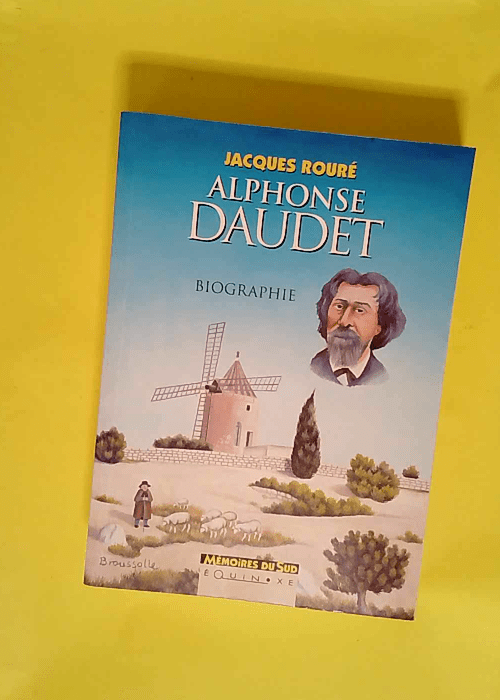 JACQUES ROURÉ
ALPHONSE
DAUDET
BIOGRAPHIE
Broussolle
MÉMOIRES DU SUD
ÉQUINOXE